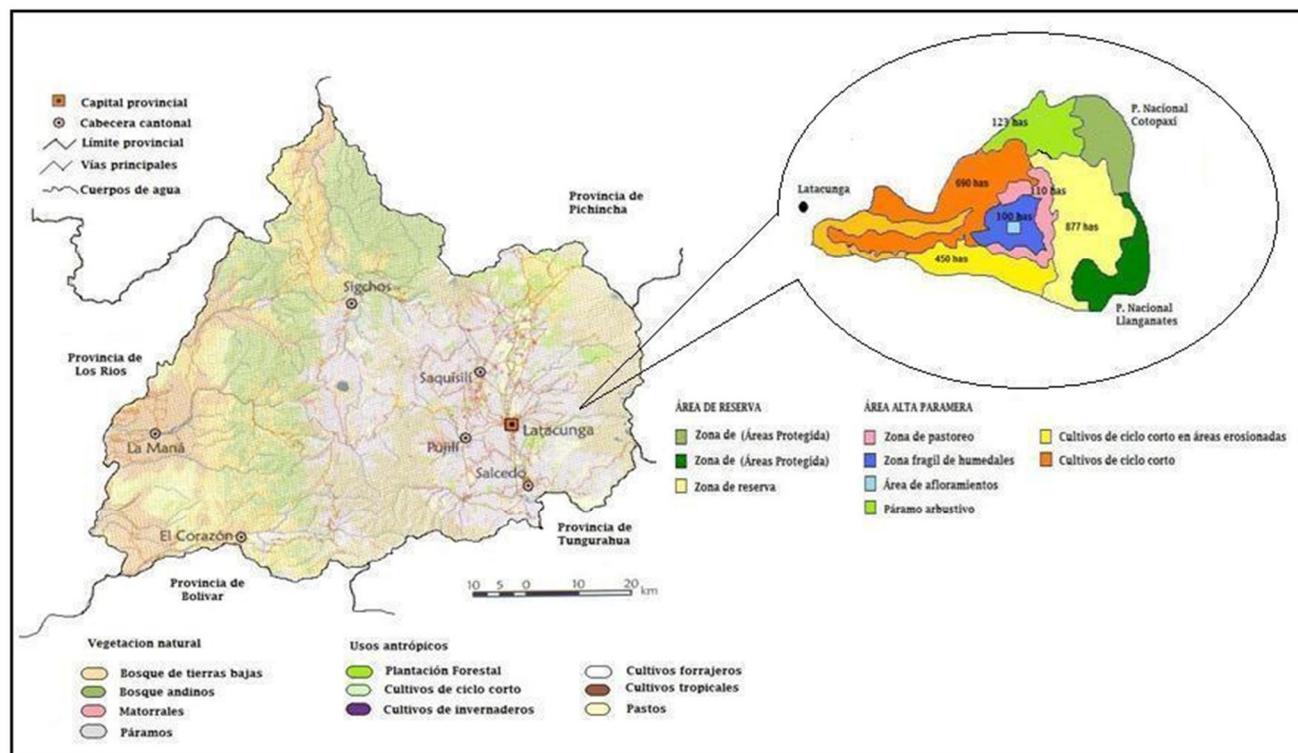 Capital provincial
Cabecera cantonal
Límite provincial
Vías principales
Cuerpos de agua
Provincia de
Pichincha
Provincia de
Los Ríos
Sigchos
Saquisilí
La Maná
Pujilí
Latacunga
Salcedo
El Corazón
Provincia de
Tungurahua
Provincia de
Bolivar
10 5 0 10 20
km
123 has
P. Nacional
Cotopaxi
Latacunga
690 has
110 has
100 has
877 has
450 has
P. Nacional
Llanganates
ÁREA DE RESERVA
Zona de (Áreas Protegida)
Zona de (Áreas Protegida)
Zona de reserva
ÁREA ALTA PARAMERA
Zona de pastoreo
Zona fragil de humedales
Área de afloramientos
Páramo arbustivo
Cultivos de ciclo corto en áreas erosionadas
Cultivos de ciclo corto
Vegetacion natural
Bosque de tierras bajas
Bosque andinos
Matorrales
Páramos
Usos antrópicos
Plantación Forestal
Cultivos de ciclo corto
Cultivos de invernaderos
Cultivos forrajeros
Cultivos tropicales
Pastos